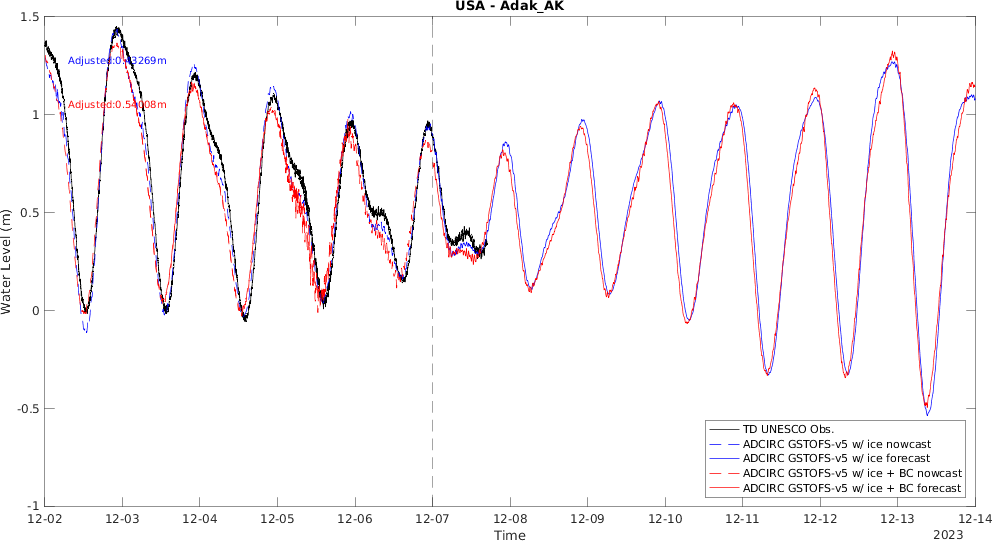 USA - Adak_AK
1.5
1
0.5
0
-0.5
-1
Water Level (m)
Adjusted:0.
3269m
Adjusted:0.54008m
TD UNESCO Obs.
ADCIRC GSTOFS-v5 w/ ice nowcast
ADCIRC GSTOFS-v5 w/ ice forecast
ADCIRC GSTOFS-v5 w/ ice + BC nowcast
ADCIRC GSTOFS-v5 w/ ice + BC forecast
12-02 12-03 12-04 12-05 12-06 12-07 12-08 12-09 12-10 12-11 12-12 12-13 12-14
Time
2023